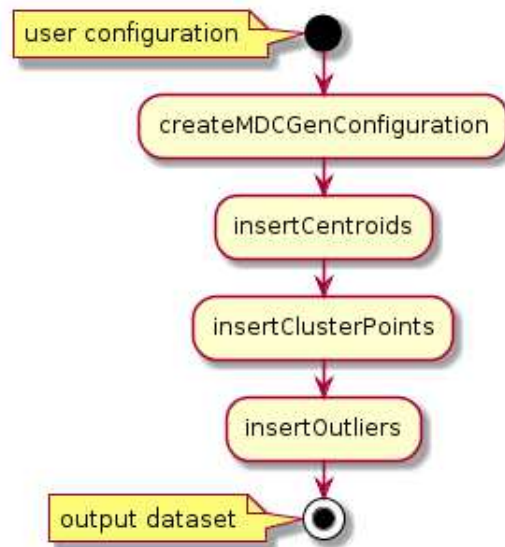 user configuration
createMDCGenConfiguration
insertCentroids
insertClusterPoints
insertOutliers
output dataset